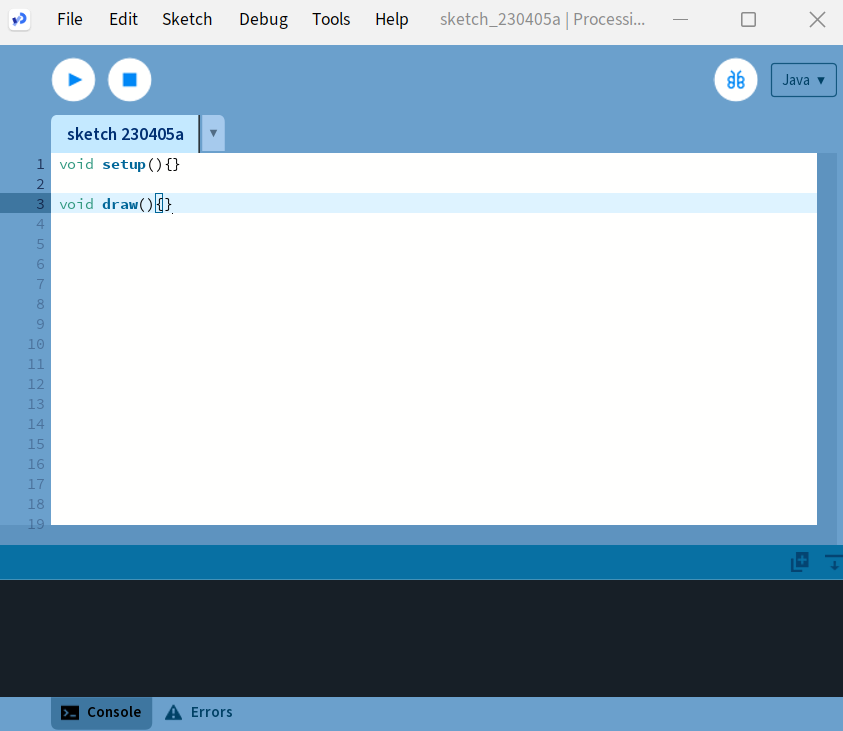 File Edit Sketch Debug Tools Help sketch_230405a | Processi...
Java ▾
sketch 230405a ▾
1 void setup(){}
2
3 void draw(){}
4
5
6
7
8
9
10
11
12
13
14
15
16
17
18
19
Console Errors